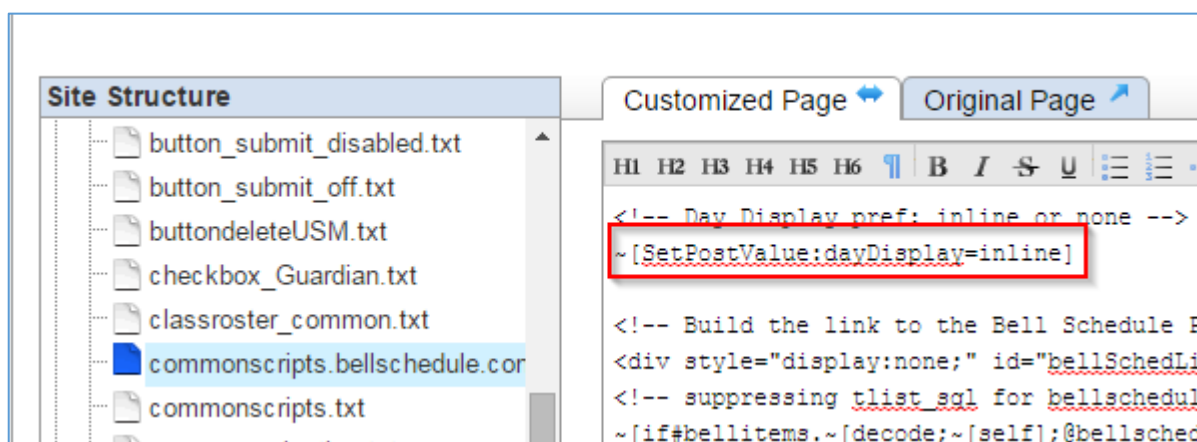 Site Structure
button_submit_disabled.txt
button_submit_off.txt
buttondeleteUSM.txt
checkbox_Guardian.txt
classroster_common.txt
commonscripts.bellschedule.cor
commonscripts.txt
Customized Page
Original Page
H1 H2 H3 H4 H5 H6 ¶ B I S U
<!-- Day Display pref: inline or none -->
~[SetPostValue:dayDisplay=inline]
<!-- Build the link to the Bell Schedule
<div style="display:none;" id="bellSchedLi
<!-- suppressing tlist_sql for bellschedul
~[if#bellitems.~[decode;~[self];@bellsched